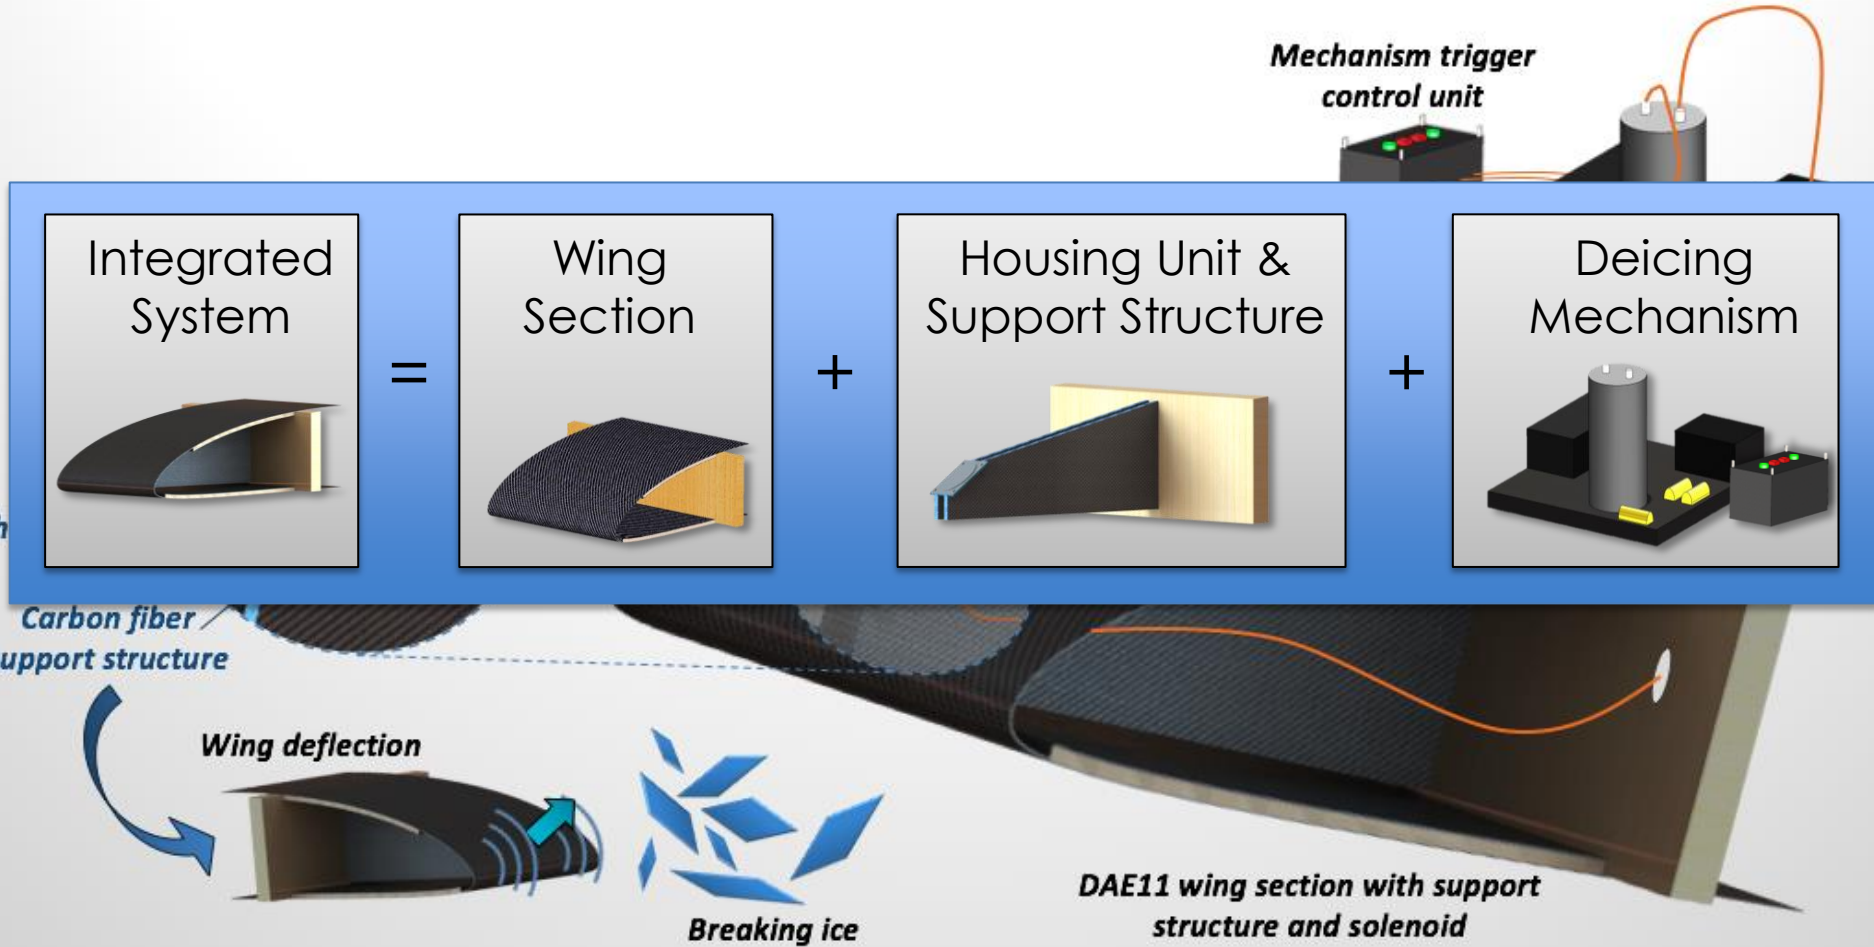 Mechanism trigger
control unit
Integrated
System
=
Wing
Section
+
Housing Unit &
Support Structure
+
Deicing
Mechanism
Carbon fiber
upport structure
Wing deflection
Breaking ice
DAE11 wing section with support
structure and solenoid